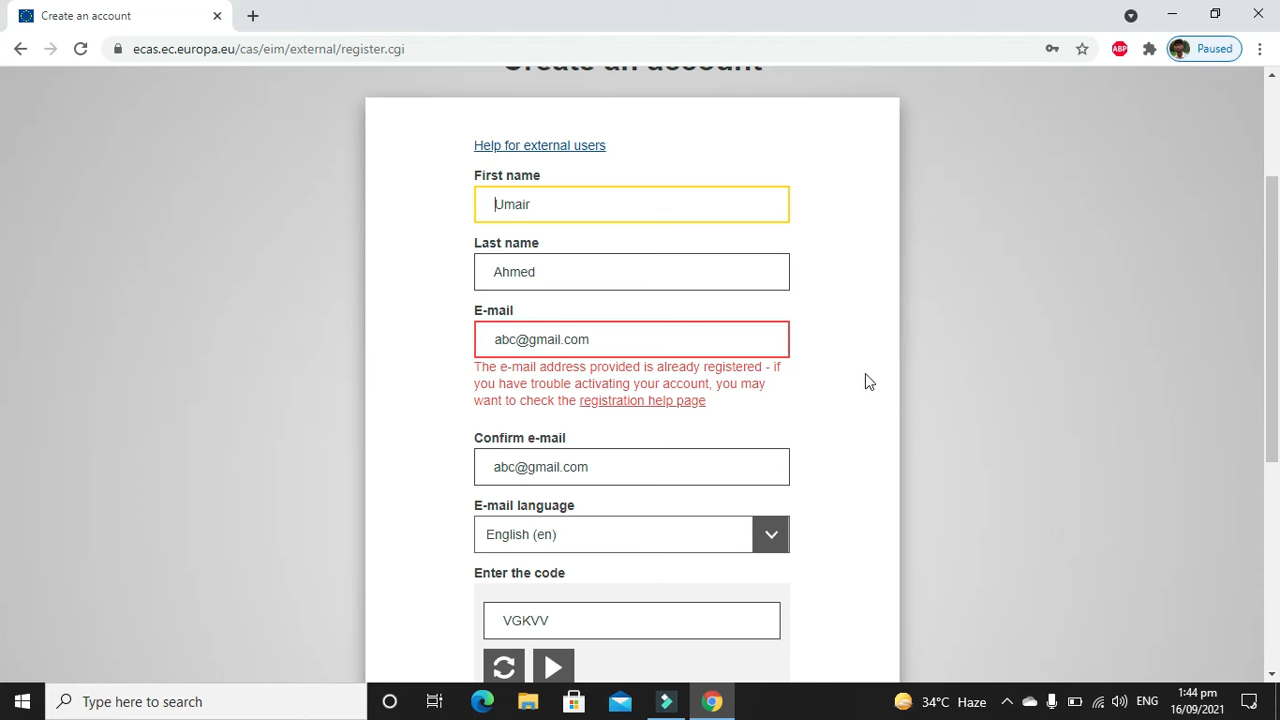 Create an account
ecas.ec.europa.eu/cas/eim/external/register.cgi
ABP
Paused
Create an account
Help for external users
First name
Umair
Last name
Ahmed
E-mail
abc@gmail.com
The e-mail address provided is already registered - if
you have trouble activating your account, you may
want to check the registration help page
Confirm e-mail
abc@gmail.com
E-mail language
English (en)
Enter the code
VGKVV
Type here to search
34°C Haze
ENG
1:44 pm
16/09/2021